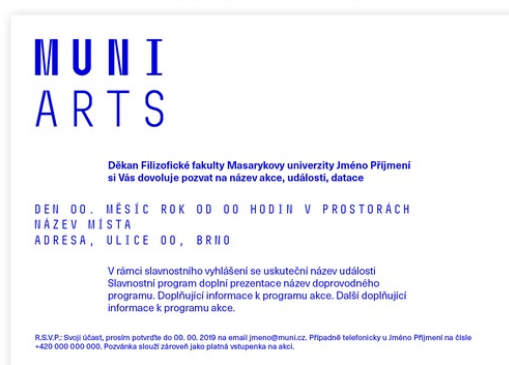 MUNI
ARTS
Děkan Filizofické fakulty Masarykovy univerzity Jméno Příjmení
si Vás dovoluje pozvat na název akce, události, datace
DEN OO. MĚSÍC ROK OD OO HODIN V PROSTORÁCH
NÁZEV MÍSTA
ADRESA, ULICE OO, BRNO
V rámci slavnostního vyhlášení se uskuteční název události
Slavnostní program doplní prezentace název doprovodného
programu. Doplňující informace k programu akce. Další doplňující
informace k programu akce.
R.S.V.P.: Svoji účast, prosím potvrďte do 00. 00. 2019 na email jmeno@muni.cz. Případně telefonicky u Jméno Příjmení na čísle
+420 000 000 000. Pozvánka slouží zároveň jako platná vstupenka na akci.